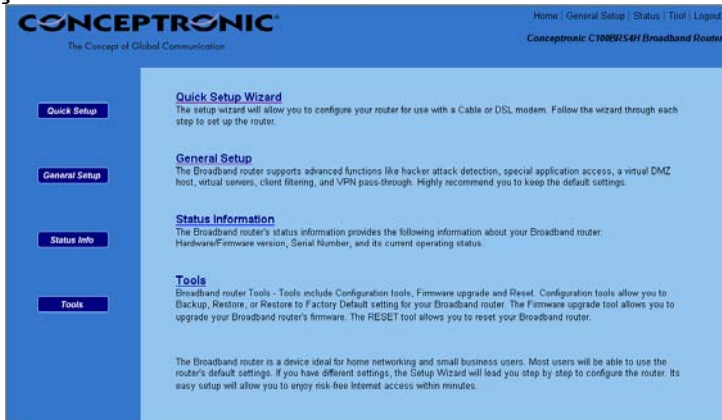 CONCEPTRONIC
The Concept of Global Communication
Home | General Setup | Status | Tool | Logout
Conceptronic C100BRS4H Broadband Router
Quick Setup
Quick Setup Wizard
The setup wizard will allow you to configure your router for use with a Cable or DSL modem. Follow the wizard through each
step to set up the router.
General Setup
General Setup
The Broadband router supports advanced functions like hacker attack detection, special application access, a virtual DMZ
host, virtual servers, client filtering, and VPN pass-through. Highly recommend you to keep the default settings.
Status Info
Status Information
The Broadband router's status information provides the following information about your Broadband router:
Hardware/Firmware version, Serial Number, and its current operating status.
Tools
Tools
Broadband router Tools - Tools include Configuration tools, Firmware upgrade and Reset. Configuration tools allow you to
Backup, Restore, or Restore to Factory Default setting for your Broadband router. The Firmware upgrade tool allows you to
upgrade your Broadband router's firmware. The RESET tool allows you to reset your Broadband router.
The Broadband router is a device ideal for home networking and small business users. Most users will be able to use the
router's default settings. If you have different settings, the Setup Wizard will lead you step by step to configure the router. Its
easy setup will allow you to enjoy risk-free Internet access within minutes.